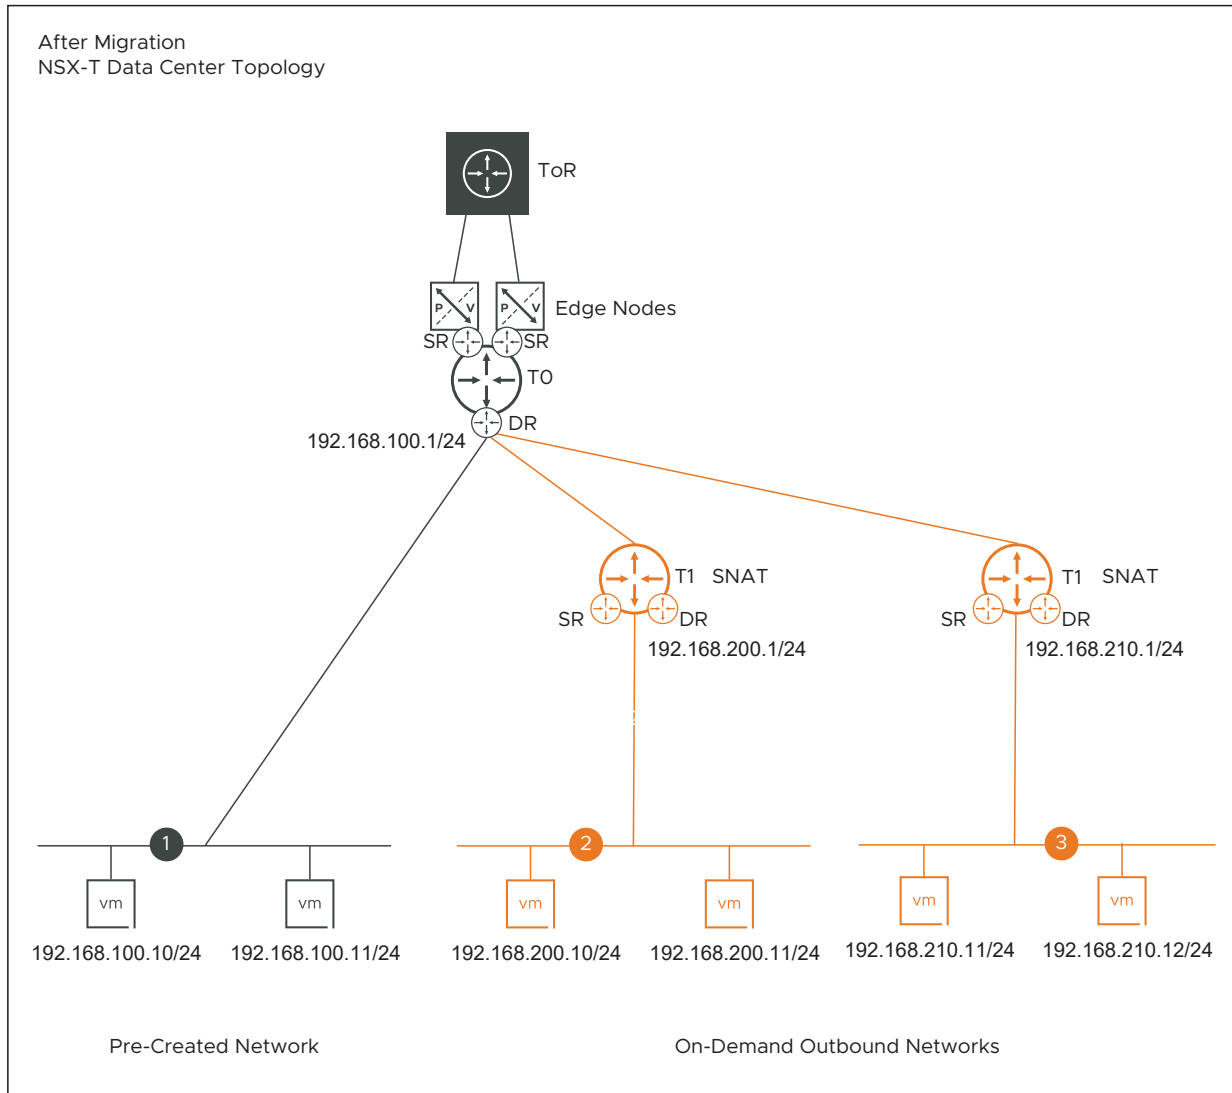 After Migration
NSX-T Data Center Topology
ToR
P V P V Edge Nodes
SR SR
T0
DR
192.168.100.1/24
T1 SNAT T1 SNAT
SR DR SR DR
192.168.200.1/24 192.168.210.1/24
1 2 3
vm vm vm vm vm vm
192.168.100.10/24 192.168.100.11/24 192.168.200.10/24 192.168.200.11/24 192.168.210.11/24 192.168.210.12/24
Pre-Created Network On-Demand Outbound Networks